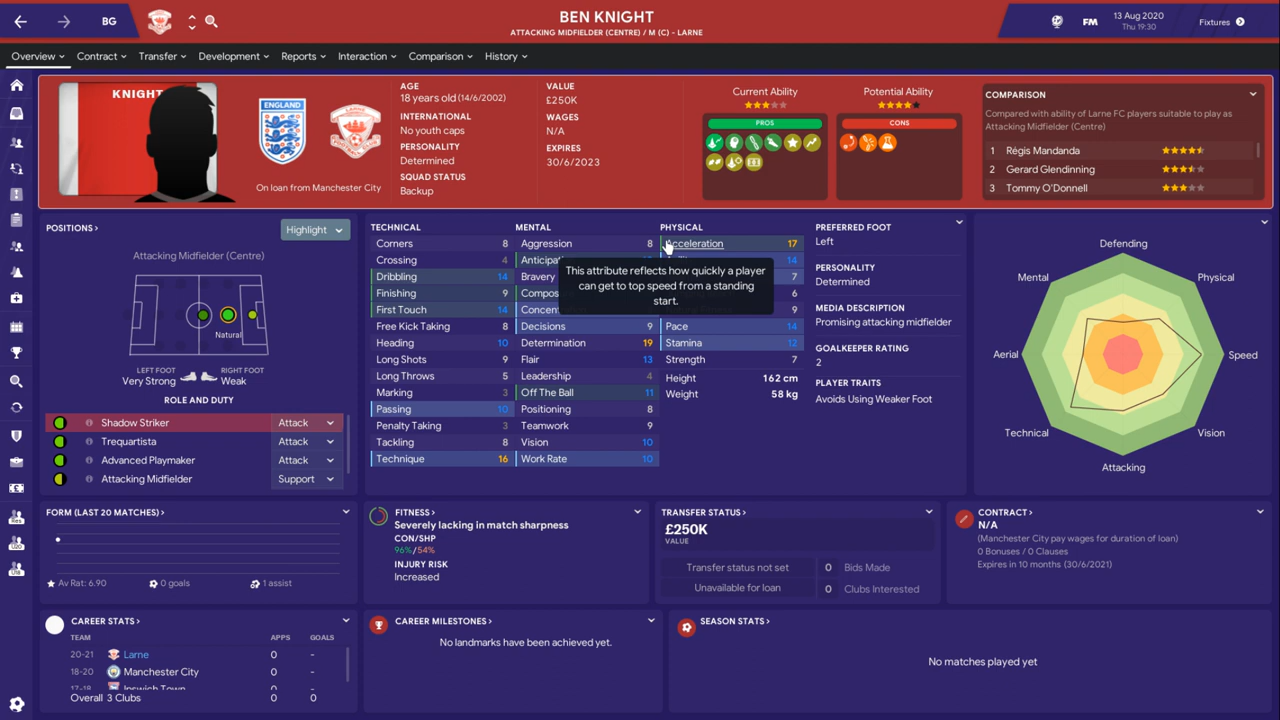 BG
BEN KNIGHT
ATTACKING MIDFIELDER (CENTRE) / M (C) - LARNE
FM
13 Aug 2020
Thu 19:30
Fixtures
Overview
Contract
Transfer
Development
Reports
Interaction
Comparison
History
KNIGHT
ENGLAND
On loan from Manchester City
AGE
18 years old (14/6/2002)
INTERNATIONAL
No youth caps
PERSONALITY
Determined
SQUAD STATUS
Backup
VALUE
£250K
WAGES
N/A
EXPIRES
30/6/2023
Current Ability
PROS
Potential Ability
CONS
COMPARISON
Compared with ability of Larne FC players suitable to play as
Attacking Midfielder (Centre)
1 Régis Mandanda
2 Gerard Glendinning
3 Tommy O'Donnell
POSITIONS
Highlight
Attacking Midfielder (Centre)
Natural
LEFT FOOT
Very Strong
RIGHT FOOT
Weak
ROLE AND DUTY
Shadow Striker Attack
Trequartista Attack
Advanced Playmaker Attack
Attacking Midfielder Support
TECHNICAL
Corners 8
Crossing 4
Dribbling 14
Finishing 9
First Touch 14
Free Kick Taking 8
Heading 10
Long Shots 9
Long Throws 5
Marking 3
Passing 10
Penalty Taking 3
Tackling 8
Technique 16
MENTAL
Aggression 8
Bravery
Decisions 9
Determination 19
Flair 13
Leadership 4
Off The Ball 11
Positioning 8
Teamwork 9
Vision 10
Work Rate 10
PHYSICAL
Acceleration 17
14
7
6
9
Pace 14
Stamina 12
Strength 7
Height 162 cm
Weight 58 kg
This attribute reflects how quickly a player
can get to top speed from a standing
start.
PREFERRED FOOT
Left
PERSONALITY
Determined
MEDIA DESCRIPTION
Promising attacking midfielder
GOALKEEPER RATING
2
PLAYER TRAITS
Avoids Using Weaker Foot
Defending
Physical
Speed
Vision
Attacking
Technical
Aerial
Mental
FORM (LAST 20 MATCHES)
Av Rat: 6.90
0 goals
1 assist
FITNESS
Severely lacking in match sharpness
CON/SHP
96%/54%
INJURY RISK
Increased
TRANSFER STATUS
£250K
VALUE
Transfer status not set
Unavailable for loan
0 Bids Made
0 Clubs Interested
CONTRACT
N/A
(Manchester City pay wages for duration of loan)
0 Bonuses / 0 Clauses
Expires in 10 months (30/6/2021)
CAREER STATS
TEAM APPS GOALS
20-21 Larne 0 -
18-20 Manchester City 0 -
17-18 Ipswich Town
Overall 3 Clubs 0 0
CAREER MILESTONES
No landmarks have been achieved yet.
SEASON STATS
No matches played yet